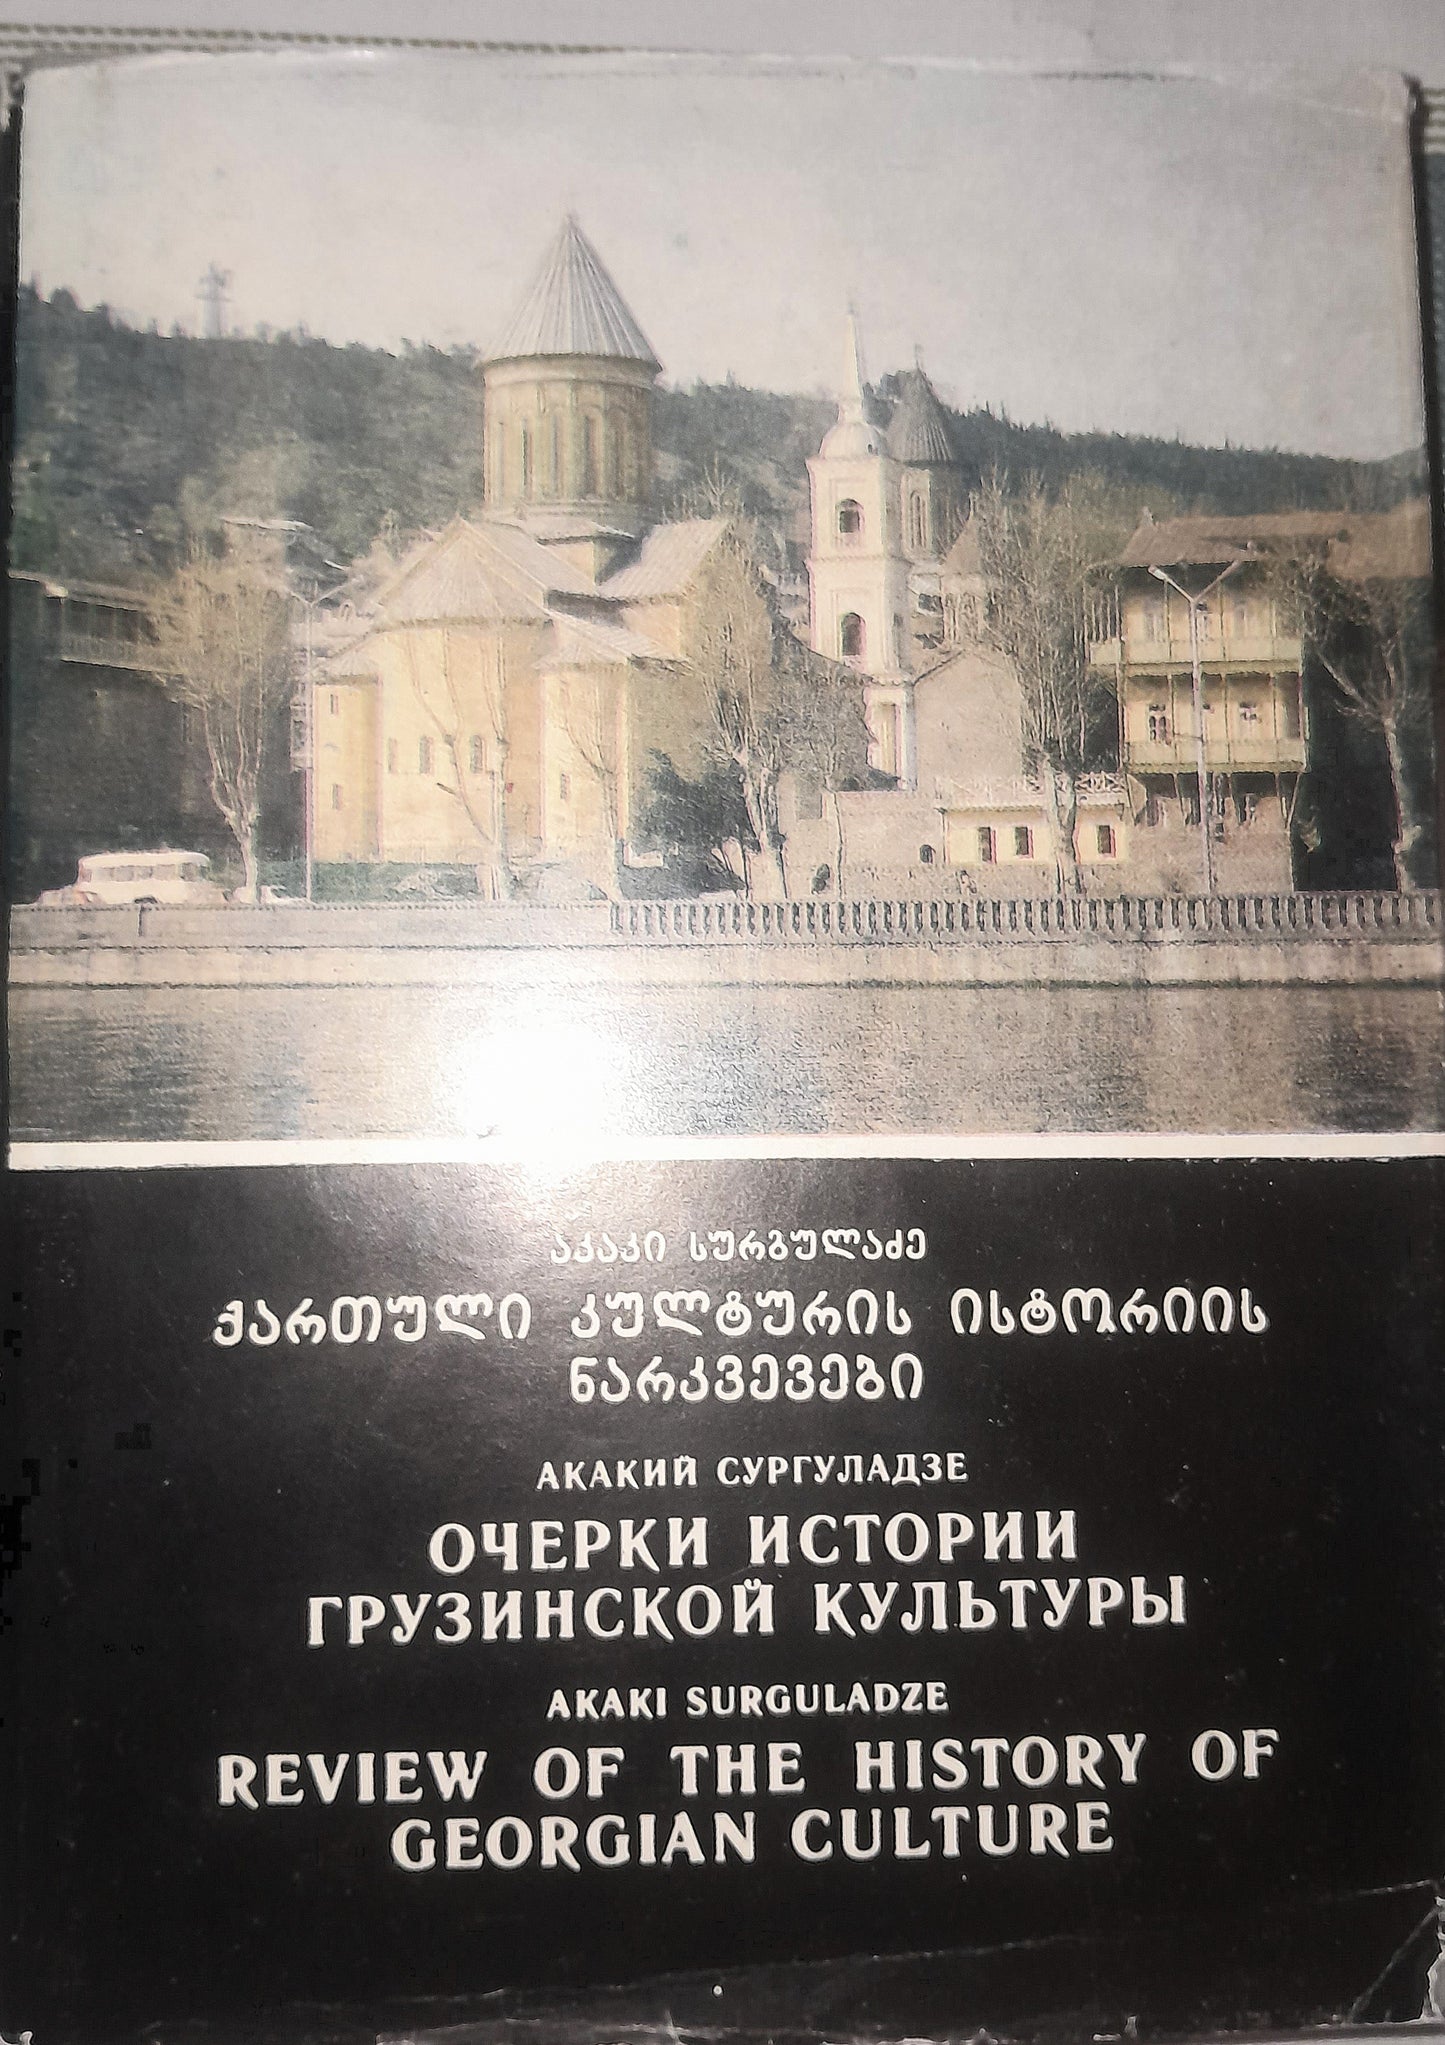 აკაკი სურგულაძე
ქართული კულტურის ისტორიის
ნარკვევები
АКАКИЙ СУРГУЛАДЗЕ
ОЧЕРКИ ИСТОРИИ
ГРУЗИНСКОЙ КУЛЬТУРЫ
AKAKI SURGULADZE
REVIEW OF THE HISTORY OF
GEORGIAN CULTURE